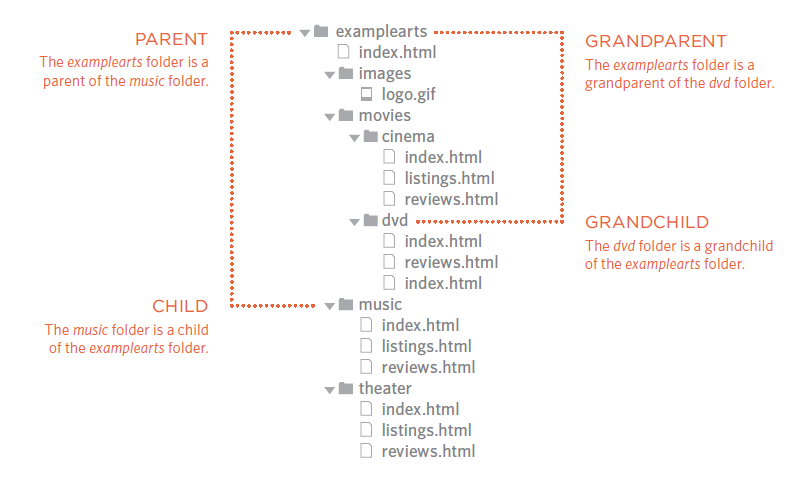 PARENT
The examplearts folder is a
parent of the music folder.
CHILD
The music folder is a child
of the examplearts folder.
examplearts
index.html
images
logo.gif
movies
cinema
index.html
listings.html
reviews.html
dvd
index.html
reviews.html
index.html
music
index.html
listings.html
reviews.html
theater
index.html
listings.html
reviews.html
GRANDPARENT
The examplearts folder is a
grandparent of the dvd folder.
GRANDCHILD
The dvd folder is a grandchild
of the examplearts folder.